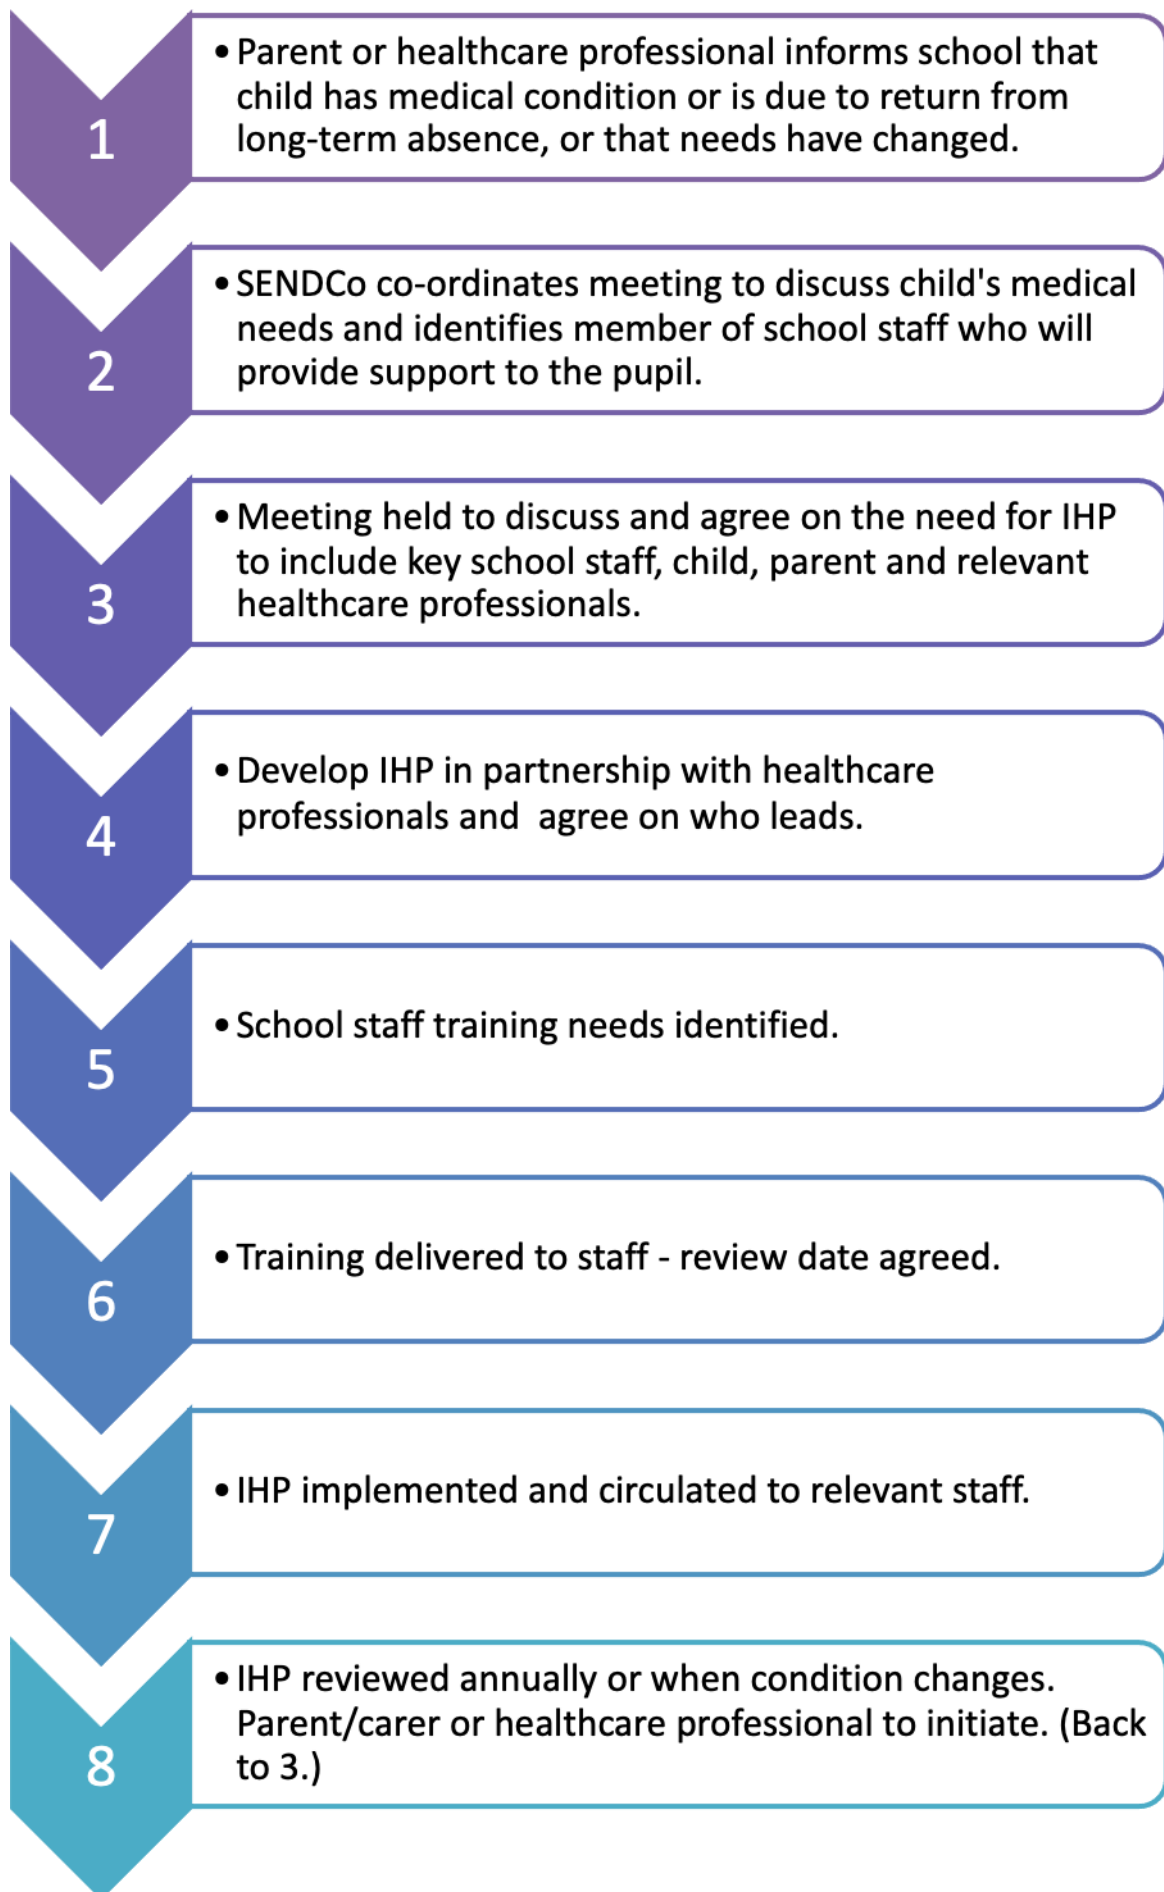 1
• Parent or healthcare professional informs school that
child has medical condition or is due to return from
long-term absence, or that needs have changed.
2
• SENDCo co-ordinates meeting to discuss child's medical
needs and identifies member of school staff who will
provide support to the pupil.
3
• Meeting held to discuss and agree on the need for IHP
to include key school staff, child, parent and relevant
healthcare professionals.
4
• Develop IHP in partnership with healthcare
professionals and  agree on who leads.
5
• School staff training needs identified.
6
• Training delivered to staff - review date agreed.
7
• IHP implemented and circulated to relevant staff.
8
• IHP reviewed annually or when condition changes.
Parent/carer or healthcare professional to initiate. (Back
to 3.)